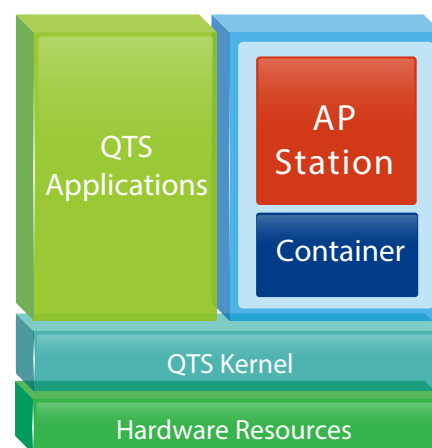 QTS
Applications
AP
Station
Container
QTS Kernel
Hardware Resources